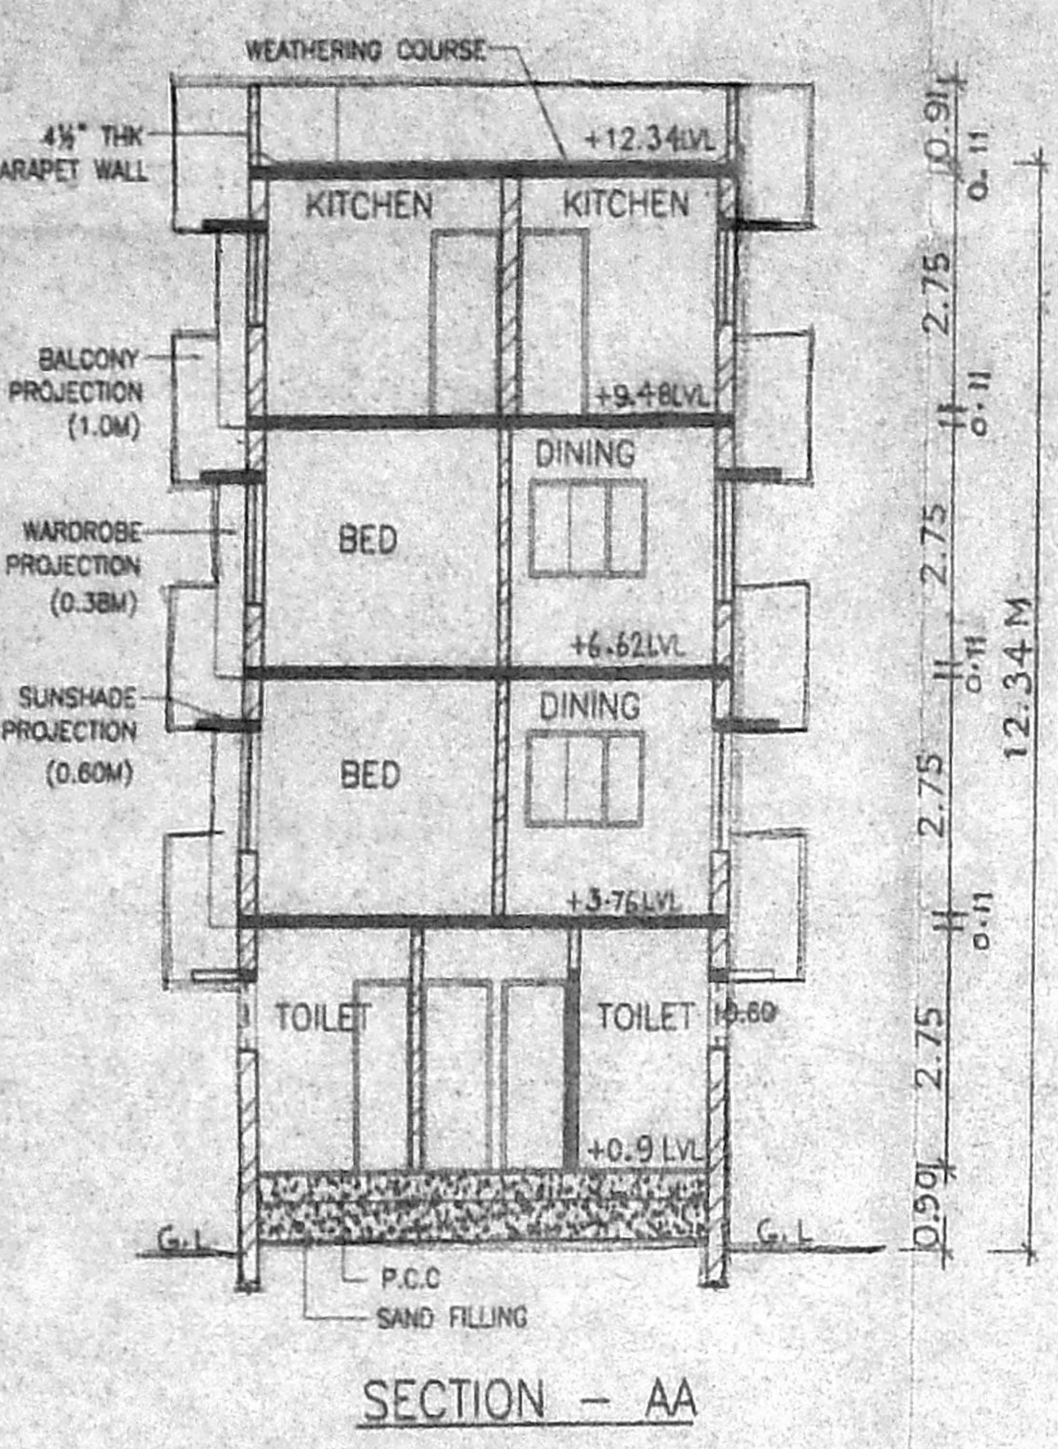 WEATHERING COURSE
4½" THK
ARAPET WALL
+12.34LVL
KITCHEN
KITCHEN
BALCONY
PROJECTION
(1.0M)
+9.48LVL
DINING
WARDROBE
PROJECTION
(0.38M)
BED
+6.62LVL
SUNSHADE
PROJECTION
(0.60M)
DINING
BED
+3.76LVL
TOILET
TOILET
0.60
+0.9 LVL
G.L
G.L
P.C.C
SAND FILLING
0.91
0.11
2.75
0.11
2.75
0.11
2.75
0.11
2.75
0.90
12.34 M
SECTION - AA